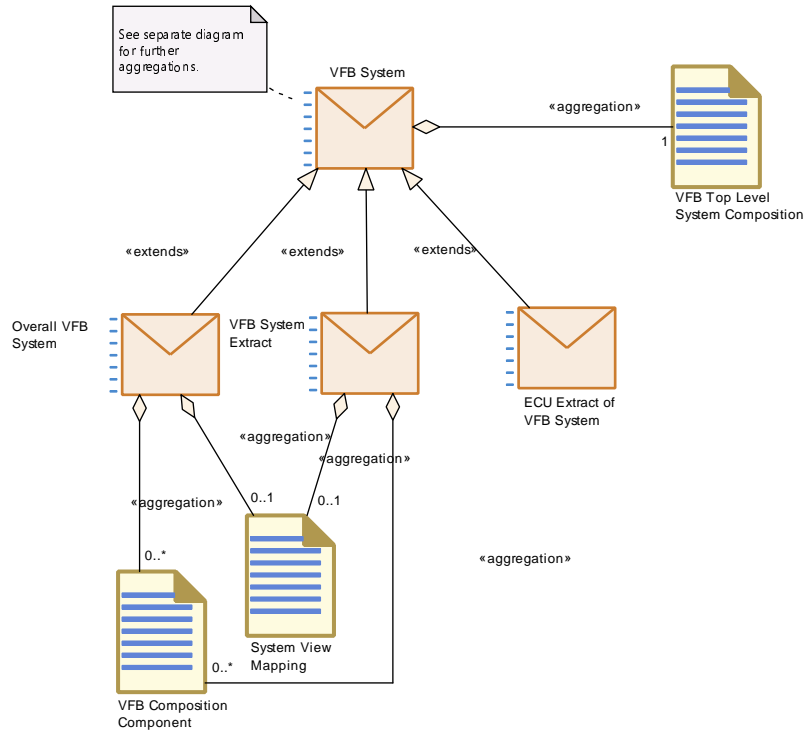 See separate diagram
for further
aggregations.
VFB System
«aggregation»
1
VFB Top Level
System Composition
«extends»
«extends»
«extends»
Overall VFB
System
VFB System
Extract
ECU Extract of
VFB System
«aggregation»
«aggregation»
«aggregation»
0..1
0..1
«aggregation»
0..*
System View
Mapping
0..*
VFB Composition
Component